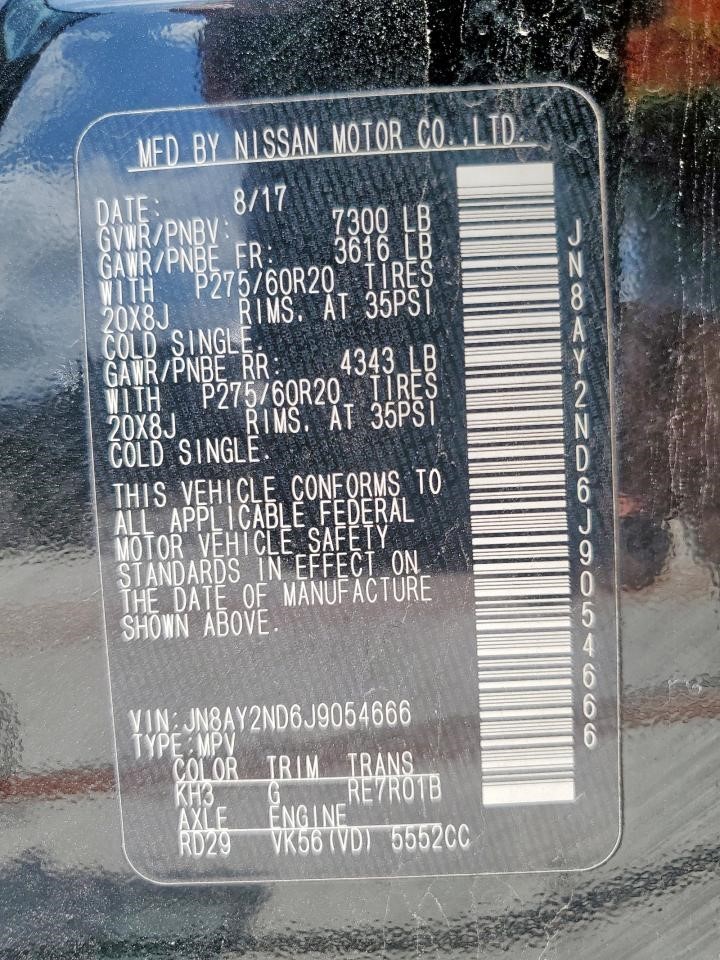 MFD BY NISSAN MOTOR CO.,LTD.
DATE: 8/17
GVWR/PNBV: 7300 LB
GAWR/PNBE FR: 3616 LB
WITH P275/60R20 TIRES
20X8J RIMS. AT 35PSI
COLD SINGLE.
GAWR/PNBE RR: 4343 LB
WITH P275/60R20 TIRES
20X8J RIMS. AT 35PSI
COLD SINGLE.
THIS VEHICLE CONFORMS TO
ALL APPLICABLE FEDERAL
MOTOR VEHICLE SAFETY
STANDARDS IN EFFECT ON
THE DATE OF MANUFACTURE
SHOWN ABOVE.
VIN:JN8AY2ND6J9054666
TYPE:MPV
COLOR TRIM TRANS
KH3 G RE7R01B
AXLE ENGINE
RD29 VK56(VD) 5552CC
JN8AY2ND6J9054666